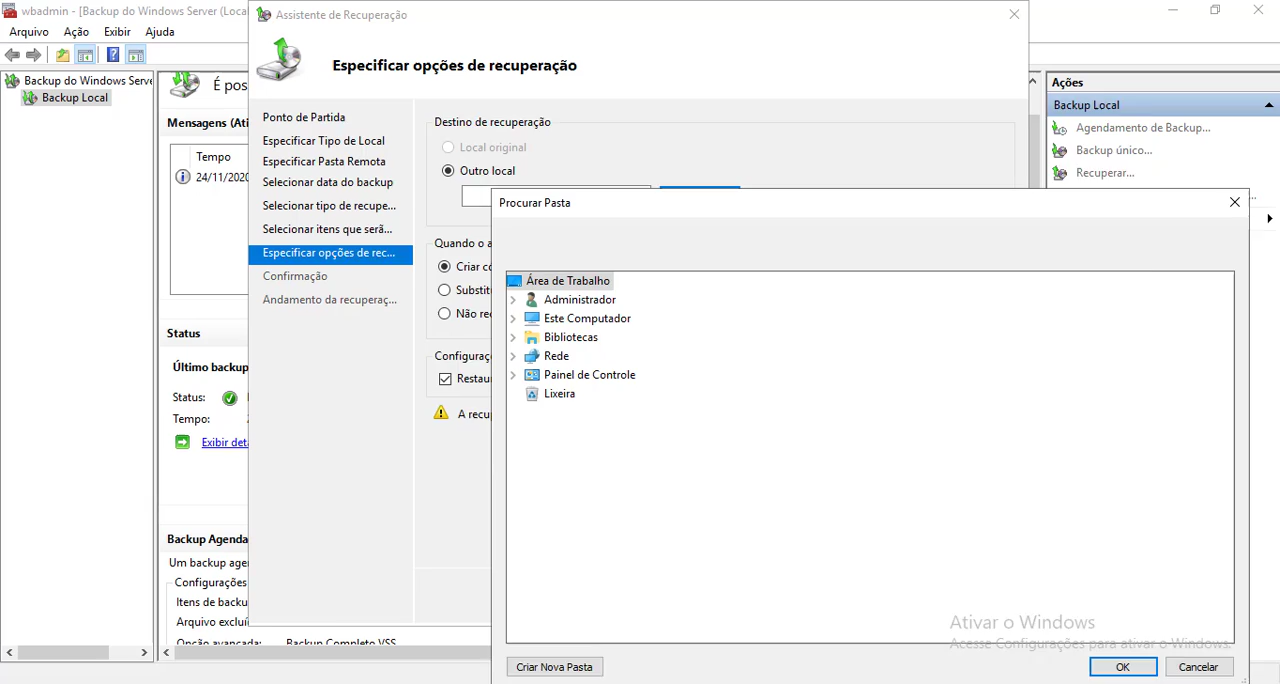 wbadmin - [Backup do Windows Server (Loca
Arquivo Ação Exibir Ajuda
Backup do Windows Serve
Backup Local
É pos
Mensagens (Ati
Tempo
24/11/2020
Status
Último backup
Status:
Tempo:
Exibir deta
Backup Agenda
Um backup age
Configurações
Itens de backu
Arquivo excluí
Opção avançada: Backup Completo VSS
Assistente de Recuperação
Especificar opções de recuperação
Ponto de Partida
Especificar Tipo de Local
Especificar Pasta Remota
Selecionar data do backup
Selecionar tipo de recupe...
Selecionar itens que serã...
Especificar opções de rec...
Confirmação
Andamento da recuperaç...
Destino de recuperação
Local original
Outro local
Quando o a
Criar có
Substit
Não rec
Configuraç
Restau
A recup
Procurar Pasta
Área de Trabalho
Administrador
Este Computador
Bibliotecas
Rede
Painel de Controle
Lixeira
Criar Nova Pasta
OK
Cancelar
Ações
Backup Local
Agendamento de Backup...
Backup único...
Recuperar...
Ativar o Windows
Acesse Configurações para ativar o Windows.